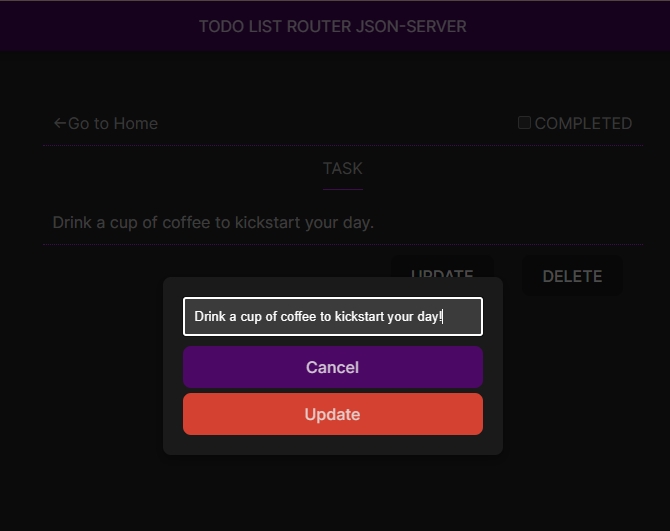 TODO LIST ROUTER JSON-SERVER
←Go to Home COMPLETED
TASK
Drink a cup of coffee to kickstart your day.
UPDATE DELETE
Drink a cup of coffee to kickstart your day!
Cancel
Update